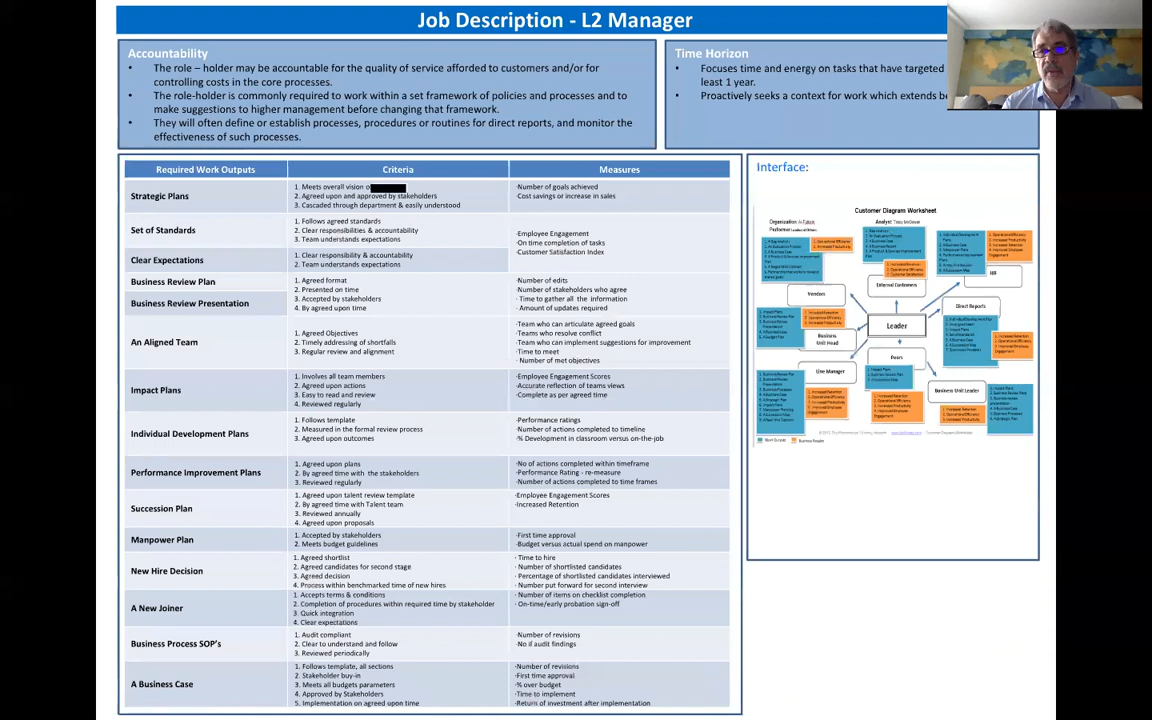 Job Description - L2 Manager
Accountability
• The role – holder may be accountable for the quality of service afforded to customers and/or for
controlling costs in the core processes.
• The role-holder is commonly required to work within a set framework of policies and processes and to
make suggestions to higher management before changing that framework.
• They will often define or establish processes, procedures or routines for direct reports, and monitor the
effectiveness of such processes.
Time Horizon
• Focuses time and energy on tasks that have targeted
least 1 year.
• Proactively seeks a context for work which extends be
Required Work Outputs
Criteria
Measures
Strategic Plans
1. Meets overall vision o
2. Agreed upon and approved by stakeholders
3. Cascaded through department & easily understood
·Number of goals achieved
·Cost savings or increase in sales
Set of Standards
1. Follows agreed standards
2. Clear responsibilities & accountability
3. Team understands expectations
·Employee Engagement
·On time completion of tasks
·Customer Satisfaction Index
Clear Expectations
1. Clear responsibility & accountability
2. Team understands expectations
Business Review Plan
Business Review Presentation
1. Agreed format
2. Presented on time
3. Accepted by stakeholders
4. By agreed upon time
·Number of edits
·Number of stakeholders who agree
· Time to gather all the information
· Amount of updates required
An Aligned Team
1. Agreed Objectives
2. Timely addressing of shortfalls
3. Regular review and alignment
·Team who can articulate agreed goals
·Teams who resolve conflict
·Team who can implement suggestions for improvement
·Time to meet
· Number of met objectives
Impact Plans
1. Involves all team members
2. Agreed upon actions
3. Easy to read and review
4. Reviewed regularly
·Employee Engagement Scores
·Accurate reflection of teams views
·Complete as per agreed time
Individual Development Plans
1. Follows template
2. Measured in the formal review process
3. Agreed upon outcomes
·Performance ratings
·Number of actions completed to timeline
·% Development in classroom versus on-the-job
Performance Improvement Plans
1. Agreed upon plans
2. By agreed time with the stakeholders
3. Reviewed regularly
·No of actions completed within timeframe
·Performance Rating - re-measure
·Number of actions completed to time frames
Succession Plan
1. Agreed upon talent review template
2. By agreed time with Talent team
3. Reviewed annually
4. Agreed upon proposals
·Employee Engagement Scores
·Increased Retention
Manpower Plan
1. Accepted by stakeholders
2. Meets budget guidelines
·First time approval
·Budget versus actual spend on manpower
New Hire Decision
1. Agreed shortlist
2. Agreed candidates for second stage
3. Agreed decision
4. Process within benchmarked time of new hires
· Time to hire
· Number of shortlisted candidates
· Percentage of shortlisted candidates interviewed
· Number put forward for second interview
A New Joiner
1. Accepts terms & conditions
2. Completion of procedures within required time by stakeholder
3. Quick integration
4. Clear expectations
· Number of items on checklist completion
· On-time/early probation sign-off
Business Process SOP's
1. Audit compliant
2. Clear to understand and follow
3. Reviewed periodically
·Number of revisions
·No if audit findings
A Business Case
1. Follows template, all sections
2. Stakeholder buy-in
3. Meets all budgets parameters
4. Approved by Stakeholders
5. Implementation on agreed upon time
·Number of revisions
·First time approval
·% over budget
·Time to implement
·Return of investment after implementation
Interface:
Customer Diagram Worksheet
Vendors
External Customers
HR
Business
Unit Head
Leader
Direct Reports
Line Manager
Peers
Business Unit Leader